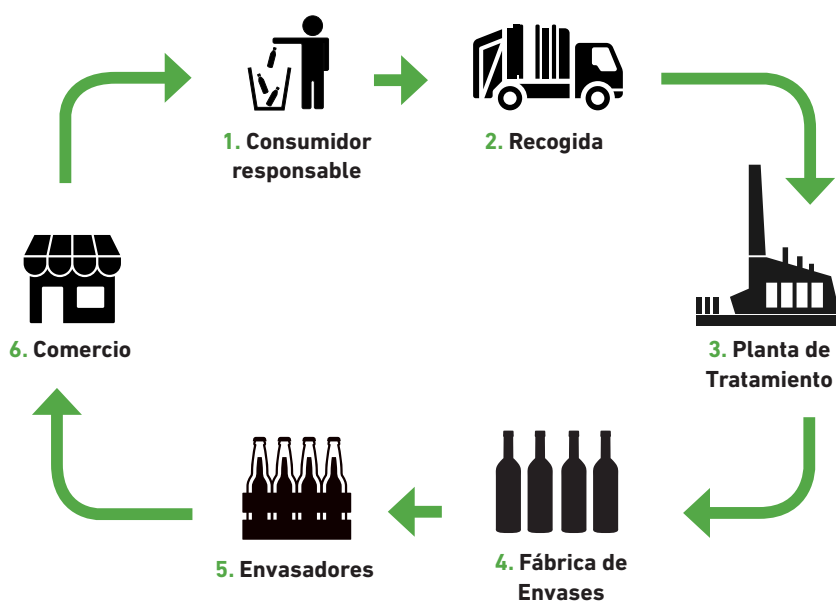 1. Consumidor
responsable
2. Recogida
3. Planta de
Tratamiento
4. Fábrica de
Envases
5. Envasadores
6. Comercio